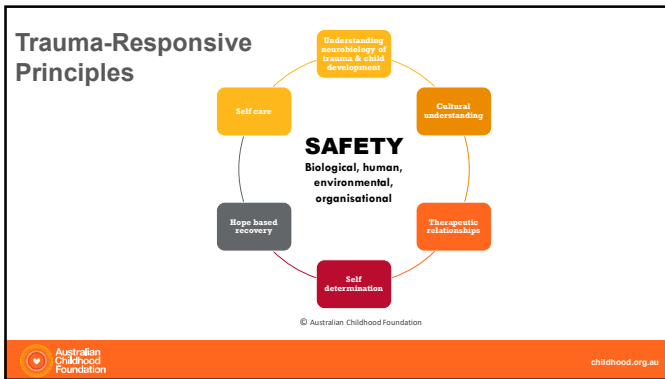 Trauma-Responsive
Principles
Understanding
neurobiology of
trauma & child
development
Self care
Cultural
understanding
SAFETY
Biological, human,
environmental,
organisational
Hope based
recovery
Therapeutic
relationships
Self
determination
© Australian Childhood Foundation
Australian
Childhood
Foundation
childhood.org.au